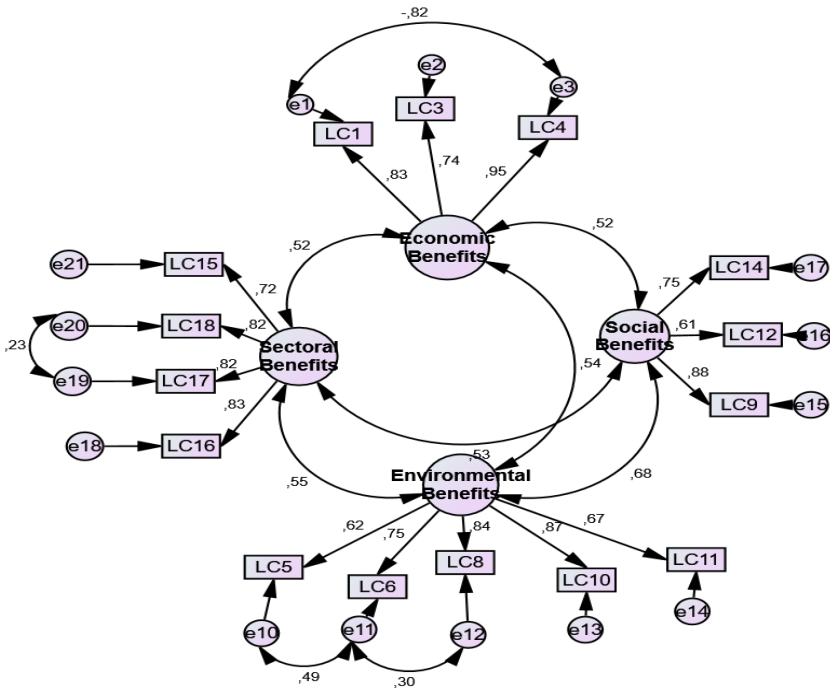 -,82
e2
e3
e1
LC3
LC4
LC1
,74
,95
,83
,52
,52
Economic
Benefits
e21
LC15
LC14
e17
,72
,75
e20
LC18
,82
Social
Benefits
,61
LC12
e16
,23
Sectoral
Benefits
,82
e19
LC17
,54
,88
,83
LC9
e15
e18
LC16
,53
Environmental
Benefits
,55
,68
,62
,75
,84
,87
,67
LC5
LC6
LC8
LC10
LC11
e10
e11
e12
e13
e14
,49
,30